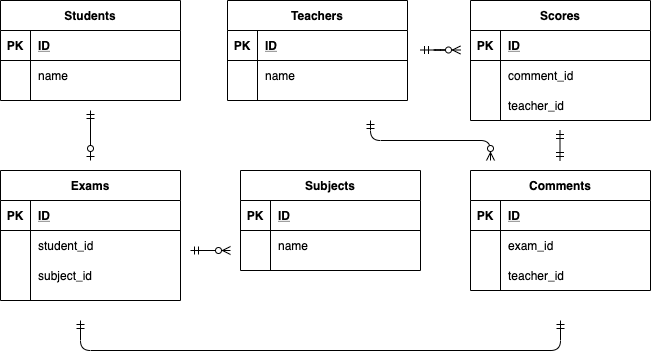 Students
PK ID
name
Teachers
PK ID
name
Scores
PK ID
comment_id
teacher_id
Exams
PK ID
student_id
subject_id
Subjects
PK ID
name
Comments
PK ID
exam_id
teacher_id